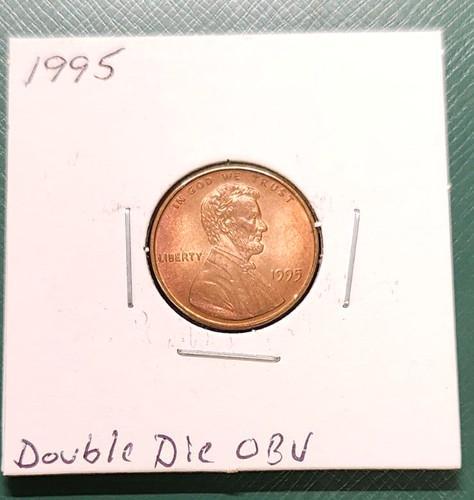 1995
IN GOD WE TRUST
LIBERTY
1995
Double Die OBV